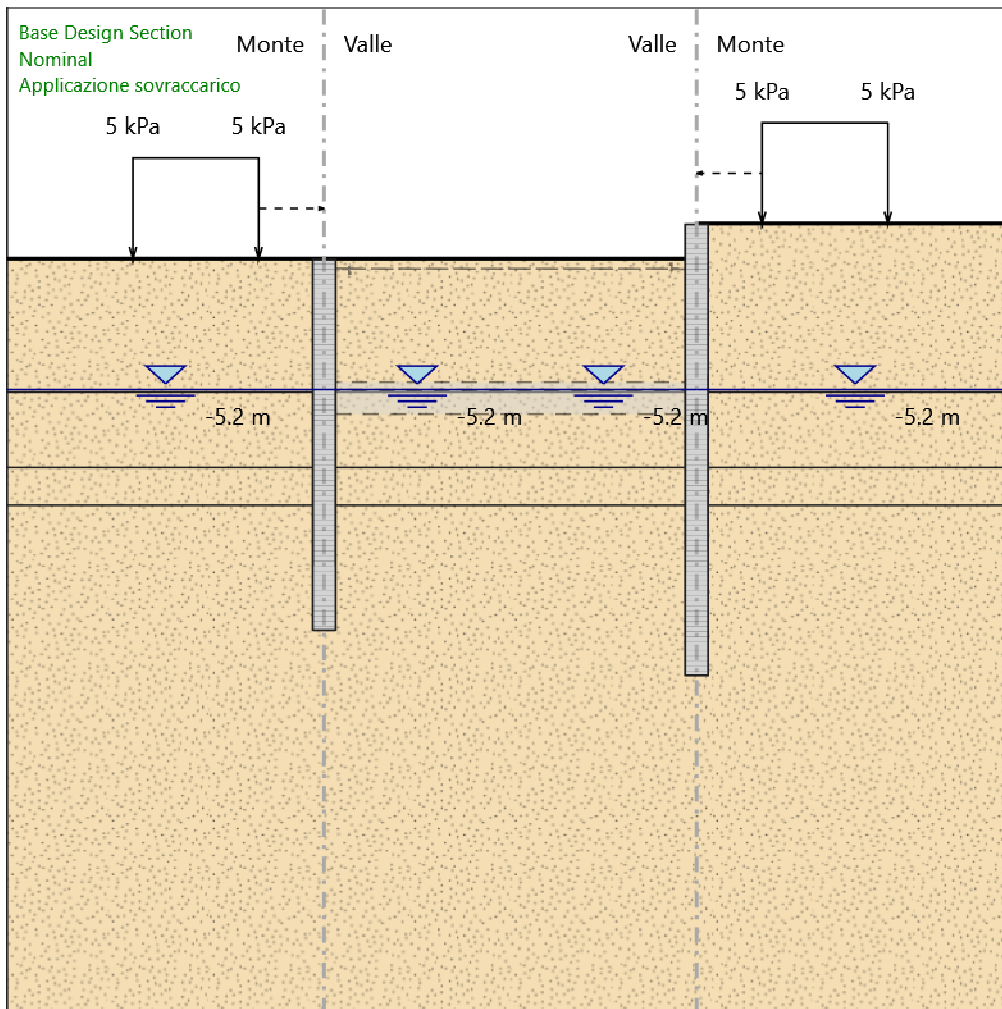 Base Design Section
Nominal
Applicazione sovraccarico
Monte
Valle
Valle
Monte
5 kPa
5 kPa
5 kPa
5 kPa
-5.2 m
-5.2 m
-5.2 m
-5.2 m